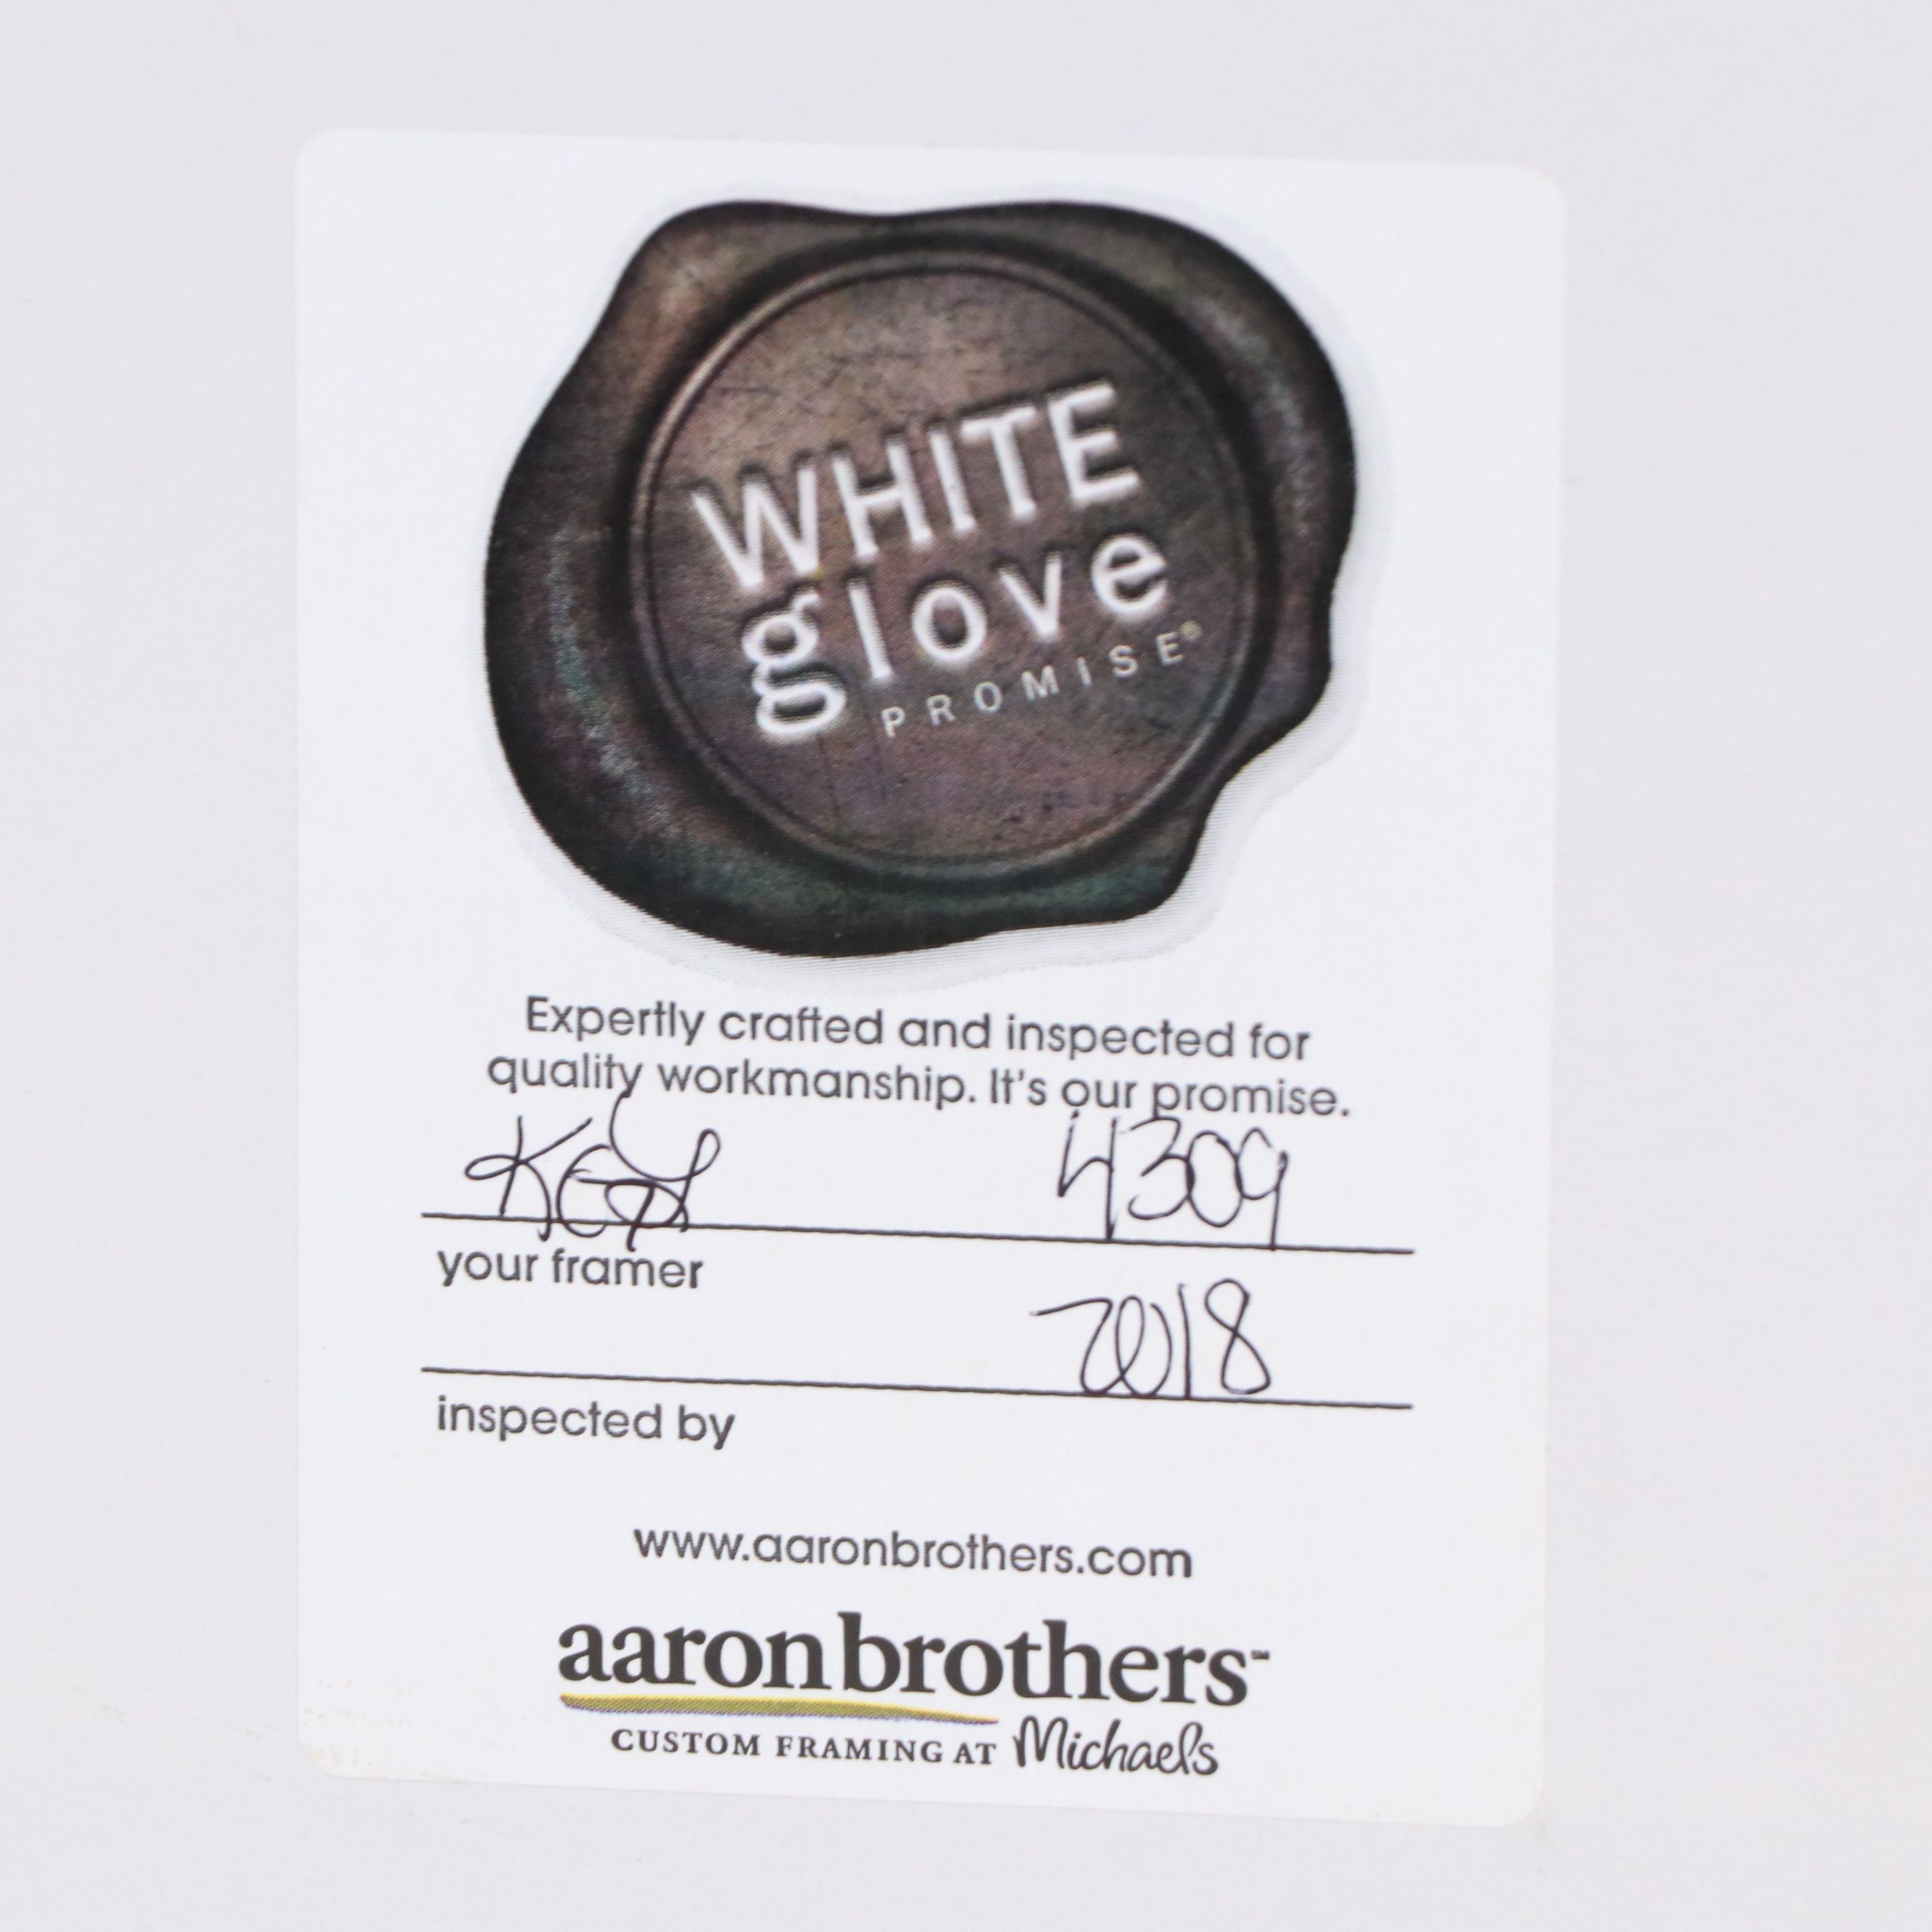 WHITE
glove
PROMISE®
Expertly crafted and inspected for
quality workmanship. It's our promise.
4309
your framer
2018
inspected by
www.aaronbrothers.com
aaronbrothers™
CUSTOM FRAMING AT Michaels